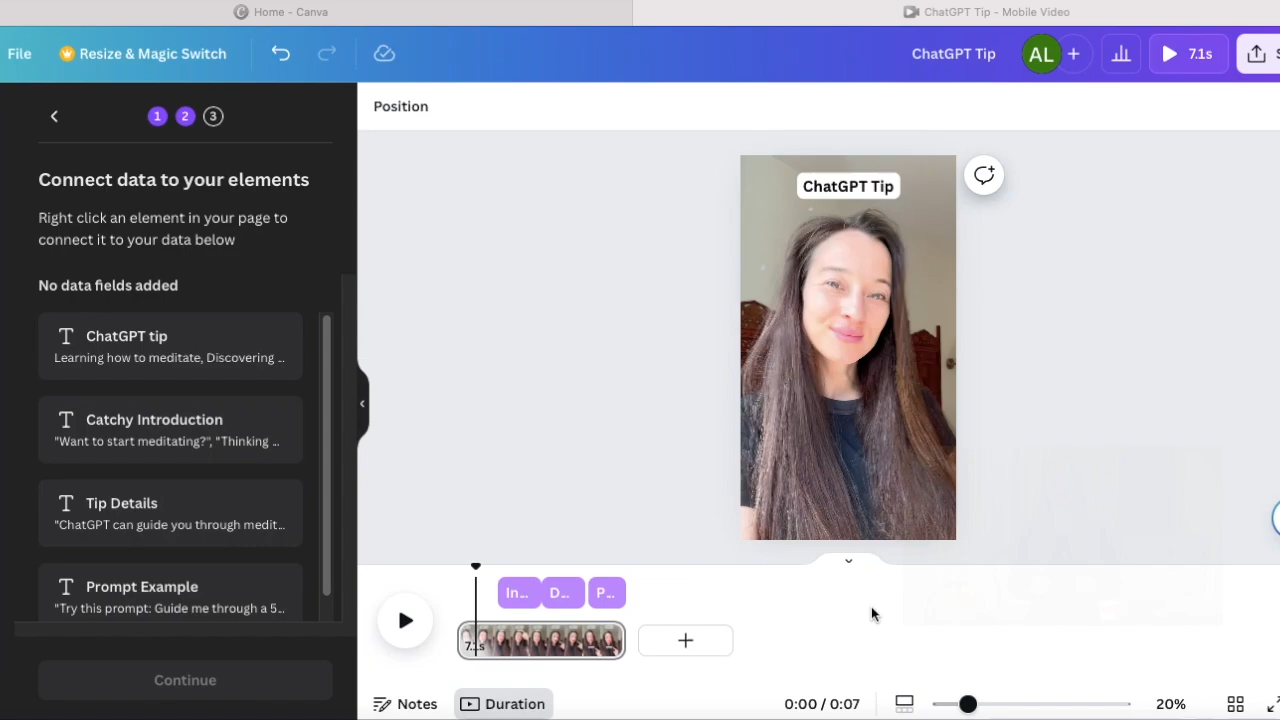 Home - Canva
ChatGPT Tip - Mobile Video
File
Resize & Magic Switch
ChatGPT Tip
AL
+
7.1s
1 2 3
Position
Connect data to your elements
Right click an element in your page to
connect it to your data below
No data fields added
ChatGPT tip
Learning how to meditate, Discovering ..
Catchy Introduction
"Want to start meditating?", "Thinking ..
Tip Details
"ChatGPT can guide you through medit...
Prompt Example
"Try this prompt: Guide me through a 5...
Continue
ChatGPT Tip
In...
D...
P...
7.1s
+
Notes
Duration
0:00 / 0:07
20%